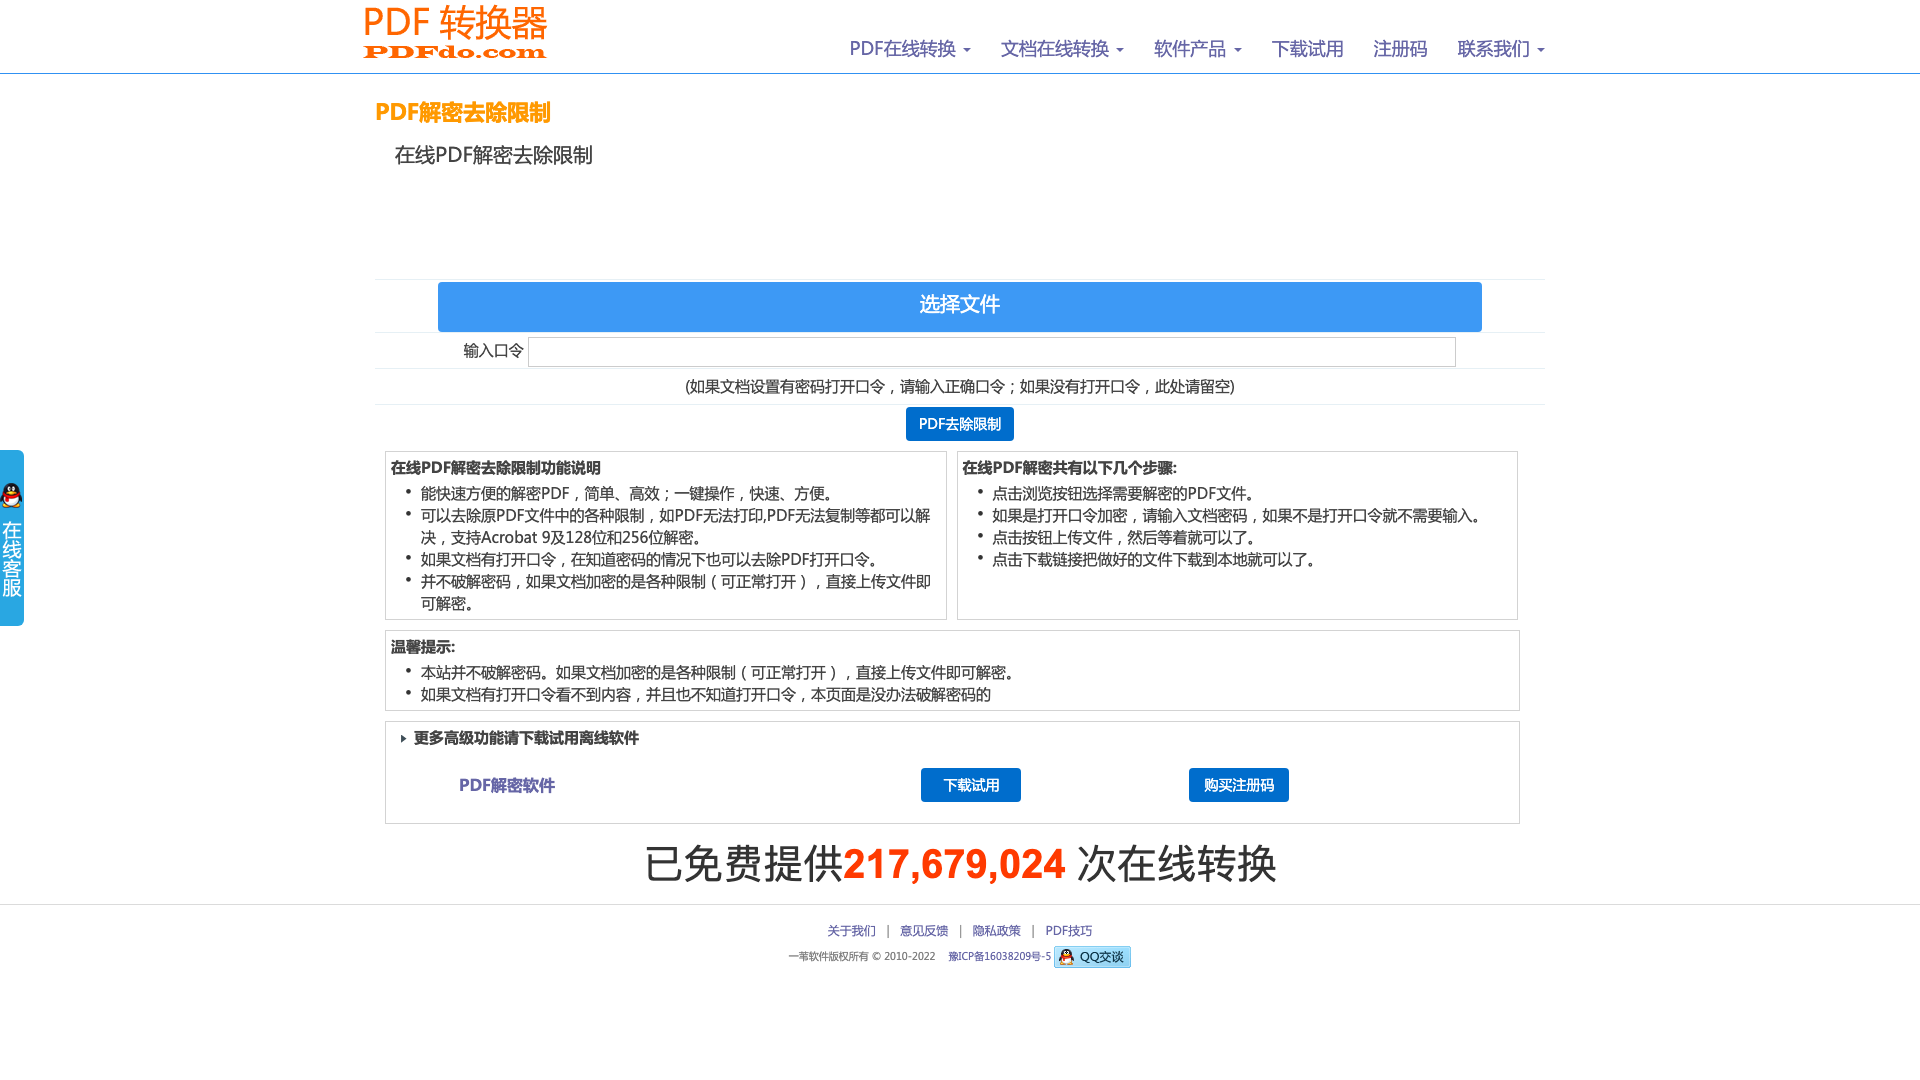 PDF 转换器
PDFdo.com
PDF在线转换
文档在线转换
软件产品
下载试用
注册码
联系我们
PDF解密去除限制
在线PDF解密去除限制
选择文件
输入口令
(如果文档设置有密码打开口令，请输入正确口令；如果没有打开口令，此处请留空)
PDF去除限制
在线PDF解密去除限制功能说明
• 能快速方便的解密PDF，简单、高效；一键操作，快速、方便。
• 可以去除原PDF文件中的各种限制，如PDF无法打印,PDF无法复制等都可以解
决，支持Acrobat 9及128位和256位解密。
• 如果文档有打开口令，在知道密码的情况下也可以去除PDF打开口令。
• 并不破解密码，如果文档加密的是各种限制（可正常打开），直接上传文件即
可解密。
在线PDF解密共有以下几个步骤:
• 点击浏览按钮选择需要解密的PDF文件。
• 如果是打开口令加密，请输入文档密码，如果不是打开口令就不需要输入。
• 点击按钮上传文件，然后等着就可以了。
• 点击下载链接把做好的文件下载到本地就可以了。
在线客服
温馨提示:
• 本站并不破解密码。如果文档加密的是各种限制（可正常打开），直接上传文件即可解密。
• 如果文档有打开口令看不到内容，并且也不知道打开口令，本页面是没办法破解密码的
更多高级功能请下载试用离线软件
PDF解密软件
下载试用
购买注册码
已免费提供217,679,024 次在线转换
关于我们 | 意见反馈 | 隐私政策 | PDF技巧
一苇软件版权所有 © 2010-2022 豫ICP备16038209号-5 QQ交谈